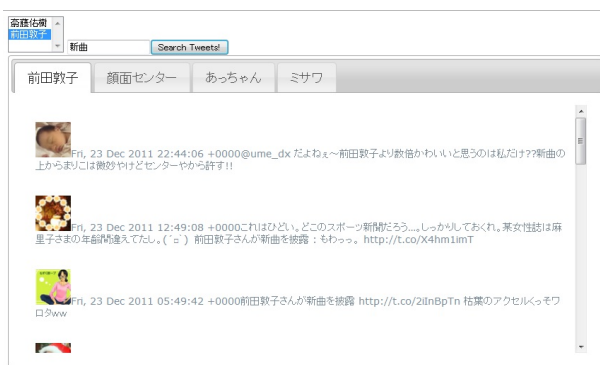 斎藤佑樹
前田敦子
新曲 Search Tweets!
前田敦子 顔面センター あっちゃん ミサワ
Fri, 23 Dec 2011 22:44:06 +0000@ume_dx だよねぇ～前田敦子より数倍かわいいと思うのは私だけ??新曲の
上からまりこは微妙やけどセンターやから許す!!
Fri, 23 Dec 2011 12:49:08 +0000これはひどい。どこのスポーツ新聞だろう…。しっかりしておくれ。某女性誌は麻
里子さまの年齢間違えてたし。(´□`) 前田敦子さんが新曲を披露 : もわっっ。 http://t.co/X4hm1imT
Fri, 23 Dec 2011 05:49:42 +0000前田敦子さんが新曲を披露 http://t.co/2iInBpTn 枯葉のアクセルくっそワ
ロタww